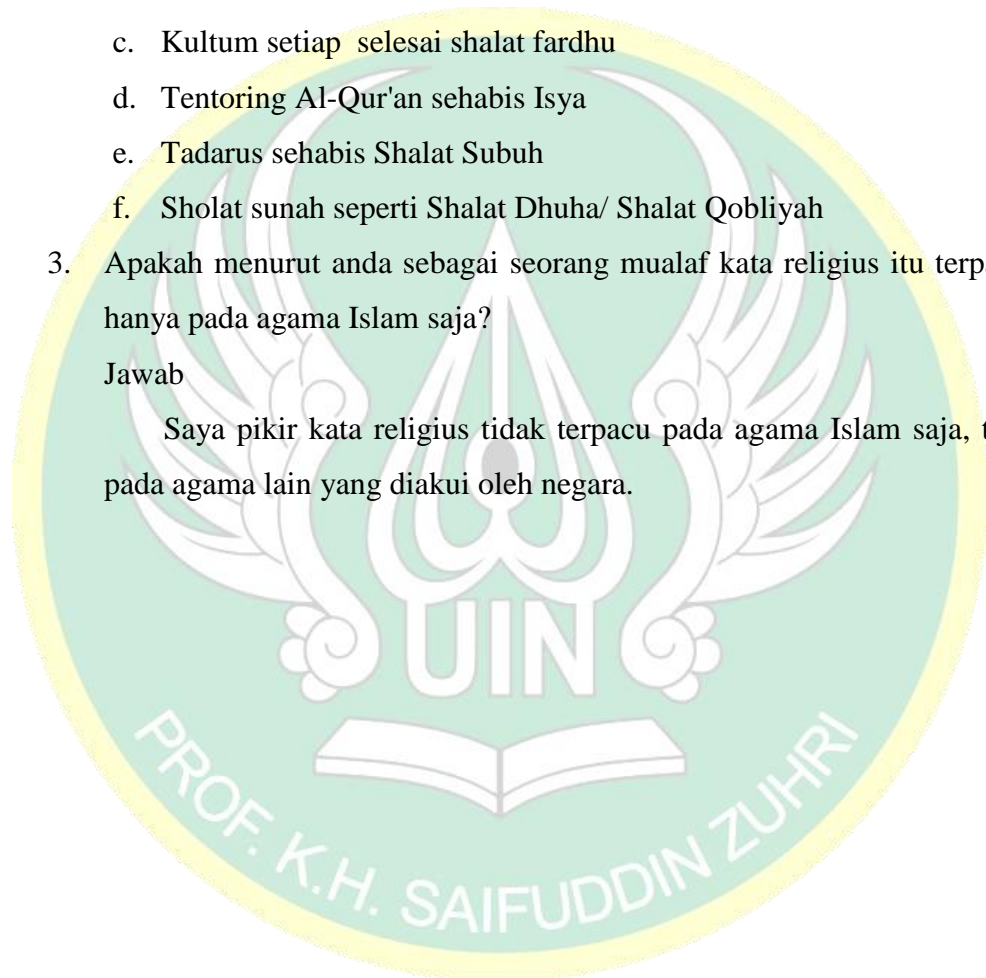 c. Kultum setiap selesai shalat fardhu
d. Tentoring Al-Qur'an sehabis Isya
e. Tadarus sehabis Shalat Subuh
f. Sholat sunah seperti Shalat Dhuha/ Shalat Qobliyah
3. Apakah menurut anda sebagai seorang mualaf kata religius itu
hanya pada agama Islam saja?
Jawab
Saya pikir kata religius tidak terpacu pada agama Islam saja,
pada agama lain yang diakui oleh negara.
UIN
PROF. K.H. SAIFUDDIN ZUHRI